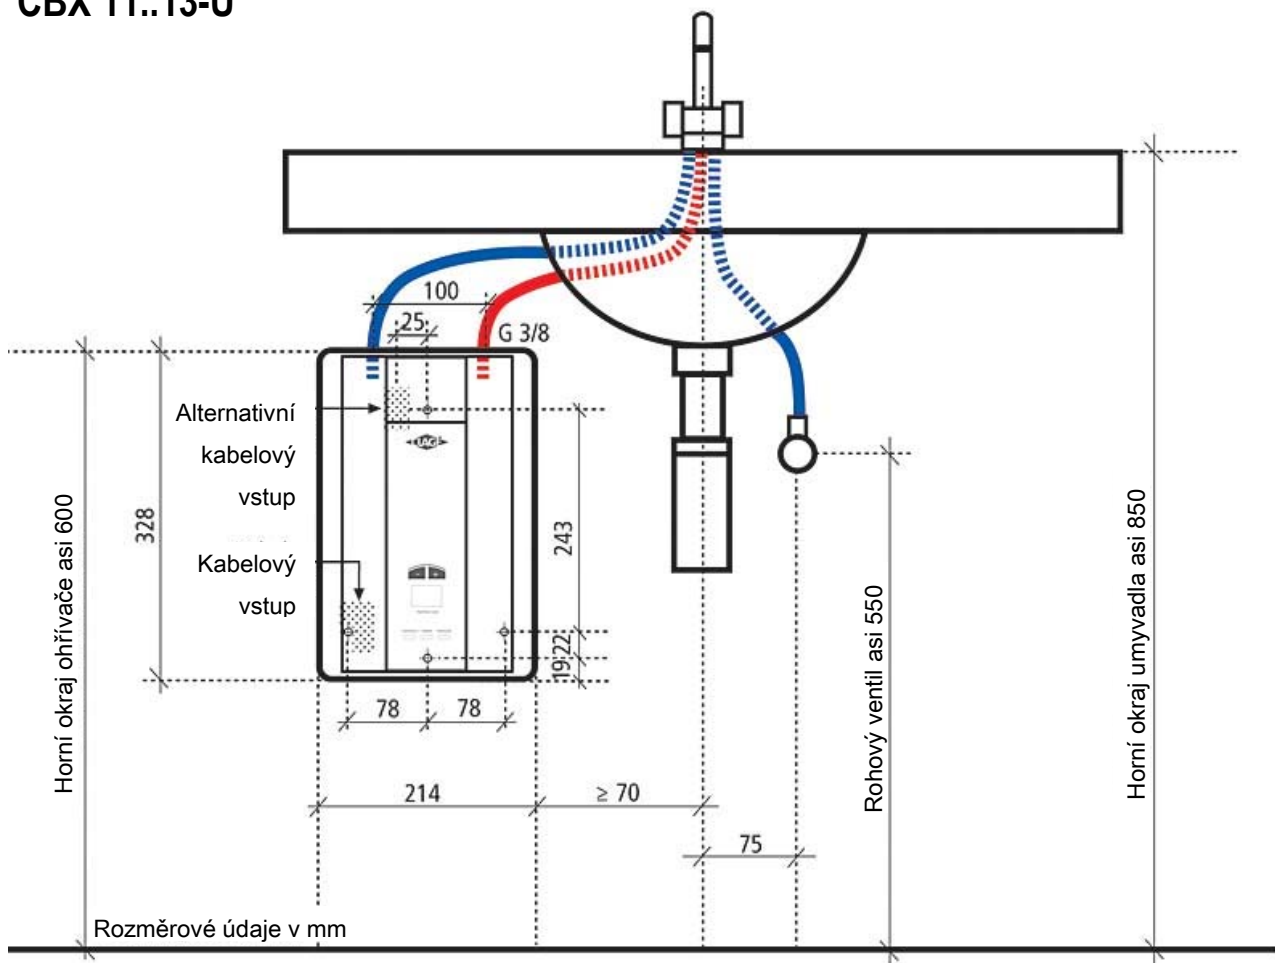 CBX 11..13-U
100
25
G 3/8
Alternativní
kabelový
vstup
Kabelový
vstup
328
243
22
19
78
78
214
≥ 70
75
Horní okraj ohřívače asi 600
Rohový ventil asi 550
Horní okraj umyvadla asi 850
Rozměrové údaje v mm